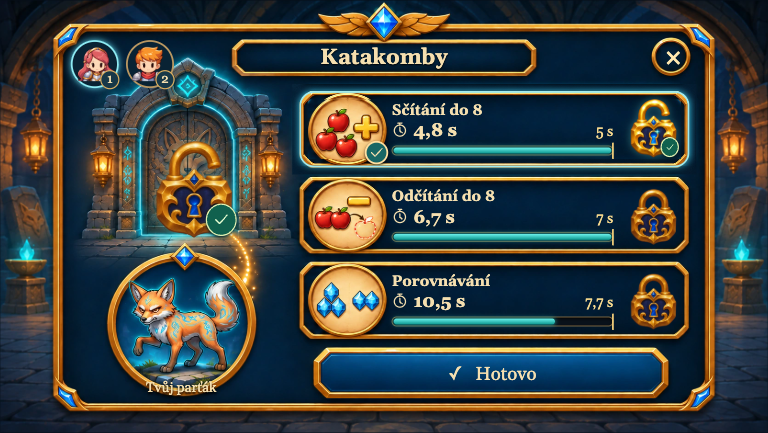 Katakomby
1
2
Sčítání do 8
4,8 s
5 s
Odčítání do 8
6,7 s
7 s
Porovnávání
10,5 s
7,7 s
Tvůj parťák
✓ Hotovo